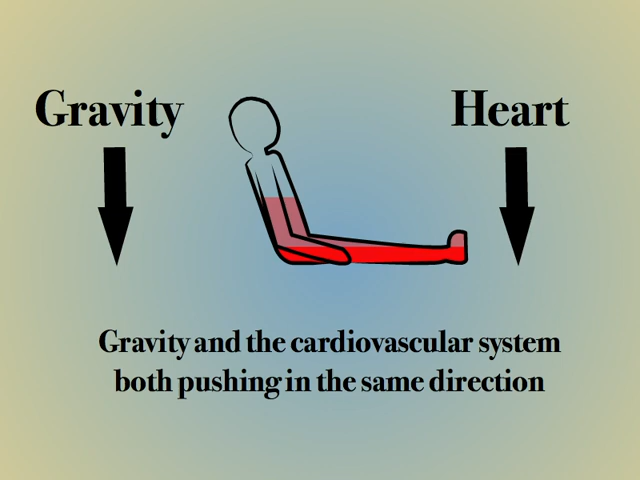 Gravity
Heart
Gravity and the cardiovascular system
both pushing in the same direction